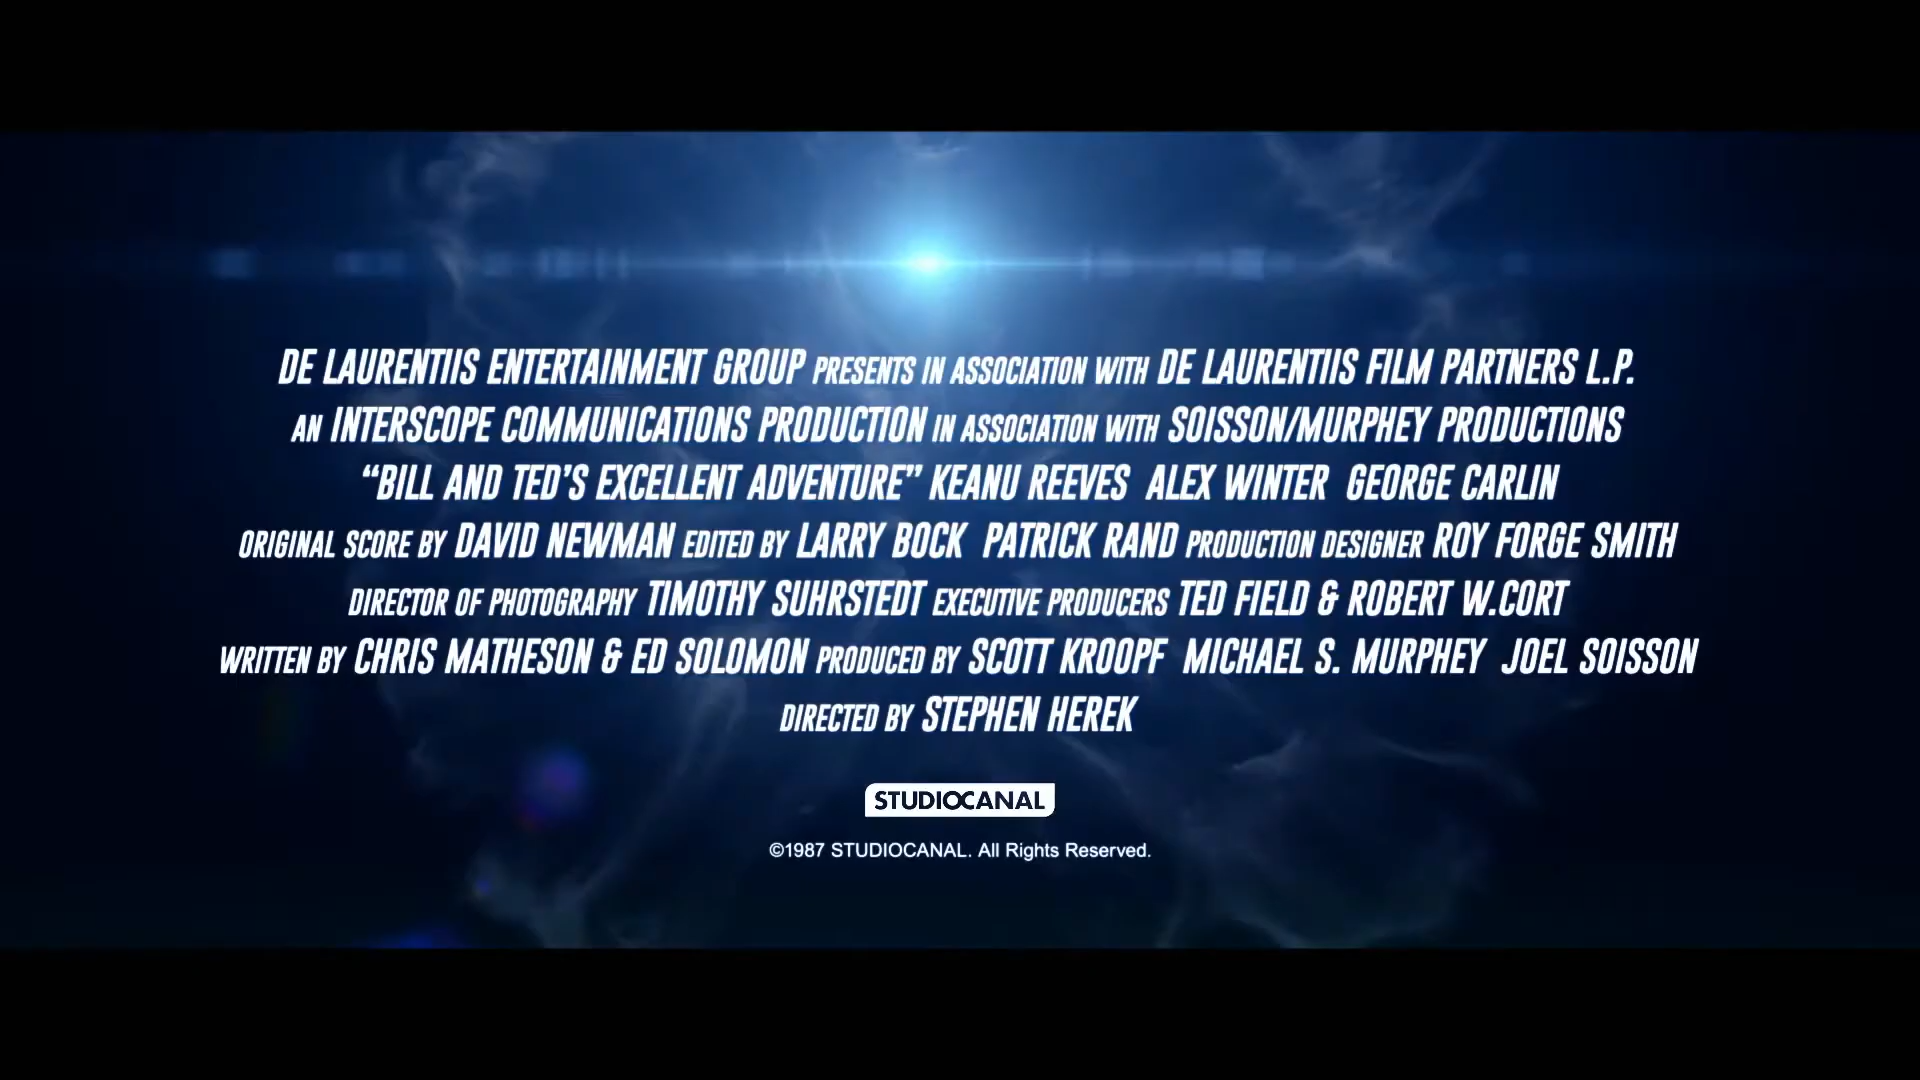 DE LAURENTIIS ENTERTAINMENT GROUP PRESENTS IN ASSOCIATION WITH DE LAURENTIIS FILM PARTNERS L.P.
AN INTERSCOPE COMMUNICATIONS PRODUCTION IN ASSOCIATION WITH SOISSON/MURPHEY PRODUCTIONS
“BILL AND TED’S EXCELLENT ADVENTURE” KEANU REEVES ALEX WINTER GEORGE CARLIN
ORIGINAL SCORE BY DAVID NEWMAN EDITED BY LARRY BOCK PATRICK RAND PRODUCTION DESIGNER ROY FORGE SMITH
DIRECTOR OF PHOTOGRAPHY TIMOTHY SUHRSTEDT EXECUTIVE PRODUCERS TED FIELD & ROBERT W.CORT
WRITTEN BY CHRIS MATHESON & ED SOLOMON PRODUCED BY SCOTT KROOPF MICHAEL S. MURPHEY JOEL SOISSON
DIRECTED BY STEPHEN HEREK
STUDIOCANAL
©1987 STUDIOCANAL. All Rights Reserved.